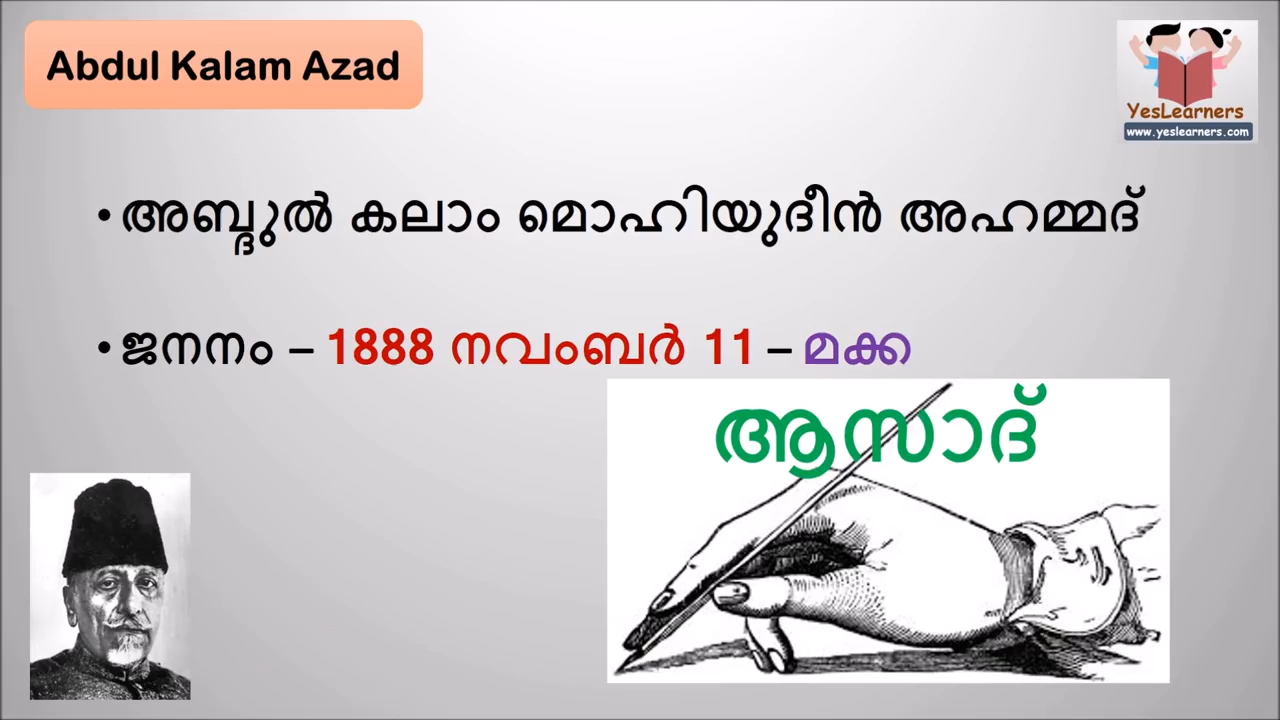 Abdul Kalam Azad
YesLearners
www.yeslearners.com
• അബ്ദുൽ കലാം മൊഹിയുദീൻ അഹമ്മദ്
• ജനനം – 1888 നവംബർ 11 – മക്ക
ആസാദ്